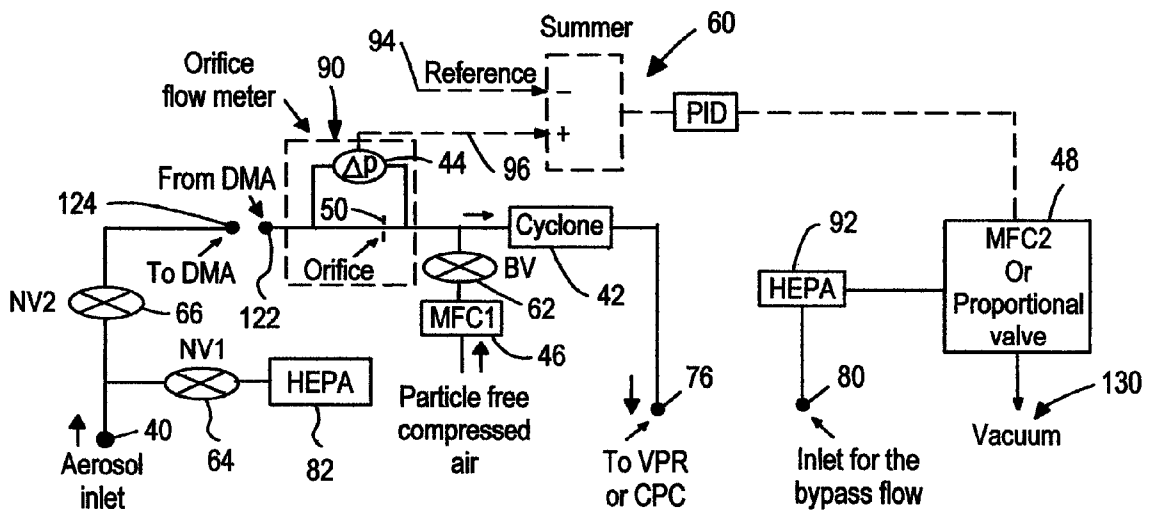 Summer
60
94
Reference
−
Orifice
flow meter
90
PID
+
ΔP
44
96
48
From DMA
124
50
Cyclone
92
MFC2
Or
Proportional
valve
To DMA
Orifice
BV
HEPA
NV2
66
122
62
42
MFC1
NV1
46
HEPA
Particle free
compressed
air
76
80
130
40
64
82
Vacuum
Aerosol
inlet
To VPR
or CPC
Inlet for the
bypass flow